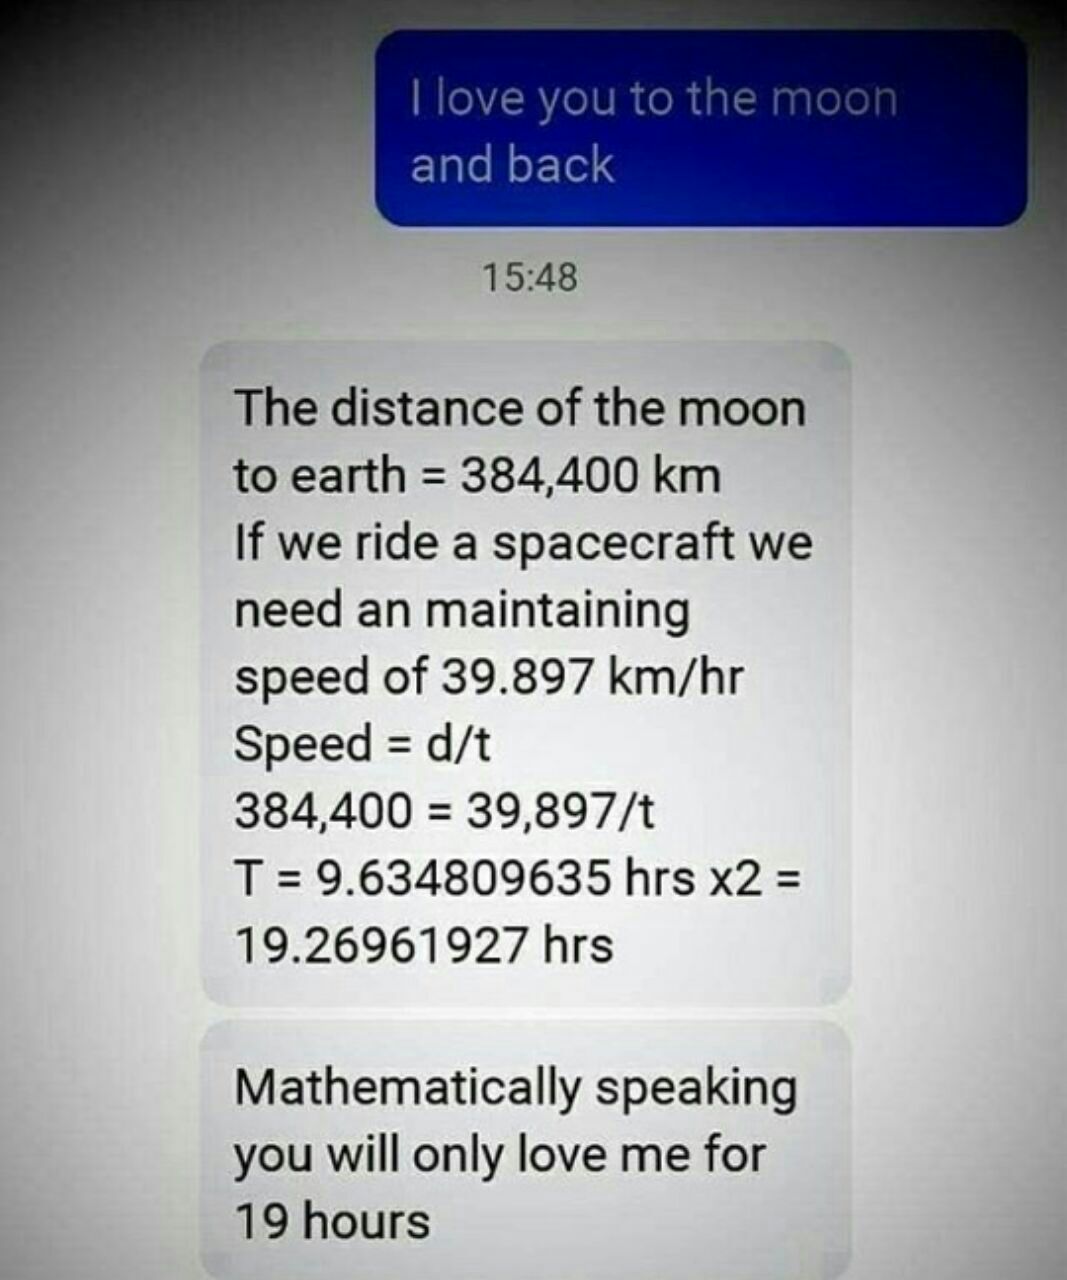 I love you to the moon
and back
15:48
The distance of the moon
to earth = 384,400 km
If we ride a spacecraft we
need an maintaining
speed of 39.897 km/hr
Speed = d/t
384,400 = 39,897/t
T = 9.634809635 hrs x2 =
19.26961927 hrs
Mathematically speaking
you will only love me for
19 hours